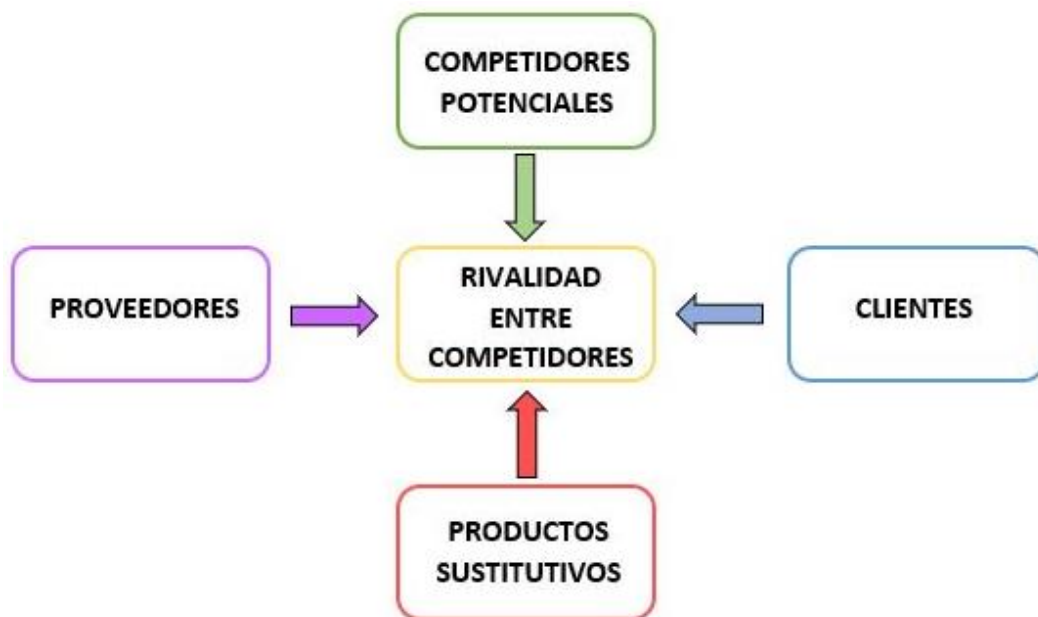 COMPETIDORES
POTENCIALES
PROVEEDORES
RIVALIDAD
ENTRE
COMPETIDORES
CLIENTES
PRODUCTOS
SUSTITUTIVOS